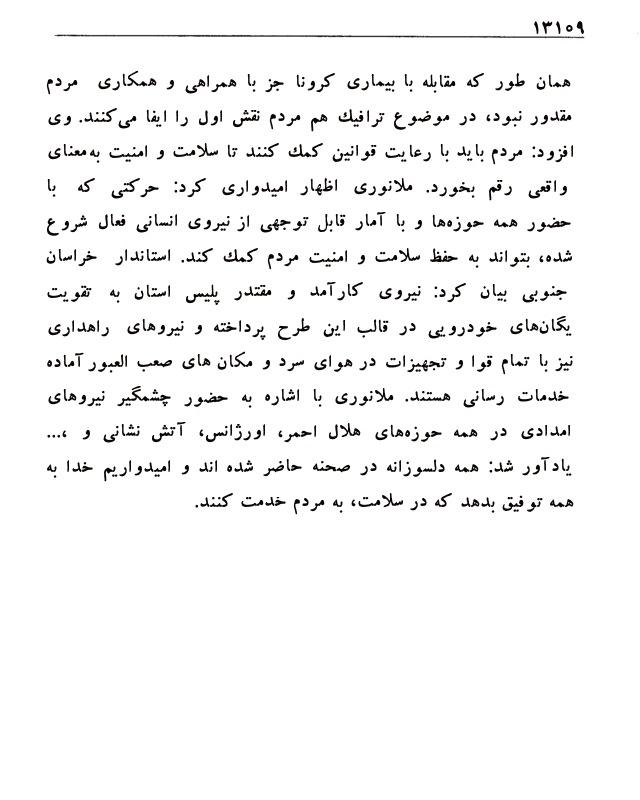 ۱۳۱۰۹
همان طور که مقابله با بیماری کرونا جز با همراهی و همکاری مردم
مقدور نبود، در موضوع ترافیك هم مردم نقش اول را ایفا می‌کنند. وی
افزود: مردم باید با رعایت قوانین کمك کنند تا سلامت و امنیت به‌معنای
واقعی رقم بخورد. ملانوری اظهار امیدواری کرد: حرکتی که با
حضور همه حوزه‌ها و با آمار قابل توجهی از نیروی انسانی فعال شروع
شده، بتواند به حفظ سلامت و امنیت مردم کمك کند. استاندار خراسان
جنوبی بیان کرد: نیروی کارآمد و مقتدر پلیس استان به تقویت
یگان‌های خودرویی در قالب این طرح پرداخته و نیروهای راهداری
نیز با تمام قوا و تجهیزات در هوای سرد و مکان های صعب العبور آماده
خدمات رسانی هستند. ملانوری با اشاره به حضور چشمگیر نیروهای
امدادی در همه حوزه‌های هلال احمر، اورژانس، آتش نشانی و ،...
یادآور شد: همه دلسوزانه در صحنه حاضر شده اند و امیدواریم خدا به
همه توفیق بدهد که در سلامت، به مردم خدمت کنند.